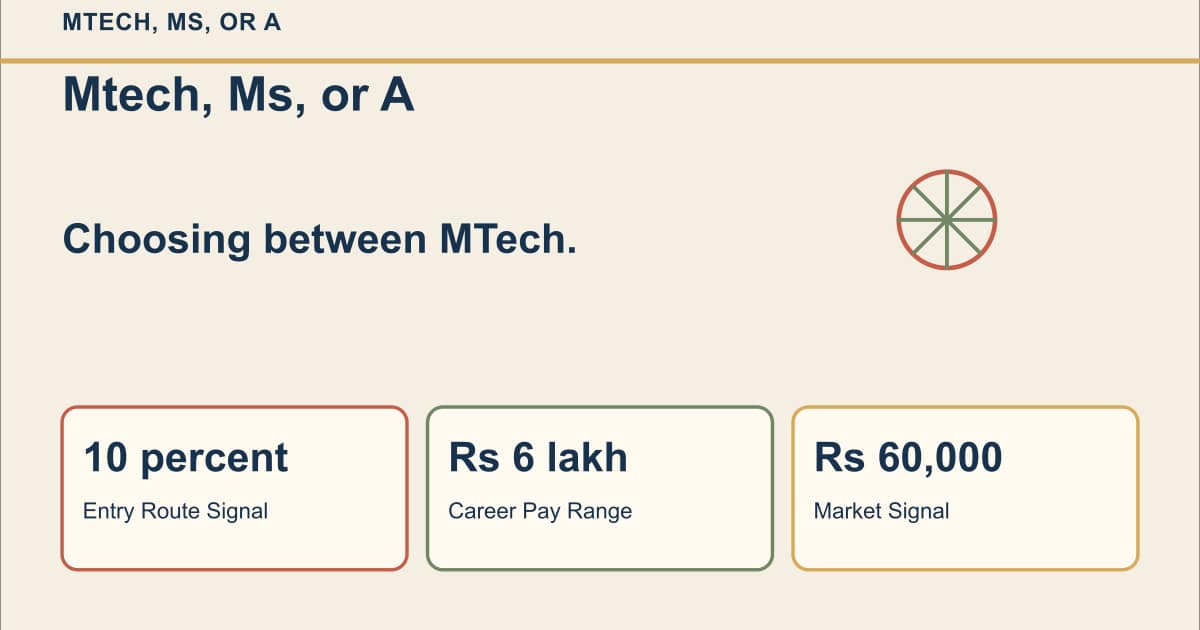 MTECH, MS, OR A
Mtech, Ms, or A
Choosing between MTech.
10 percent
Entry Route Signal
Rs 6 lakh
Career Pay Range
Rs 60,000
Market Signal